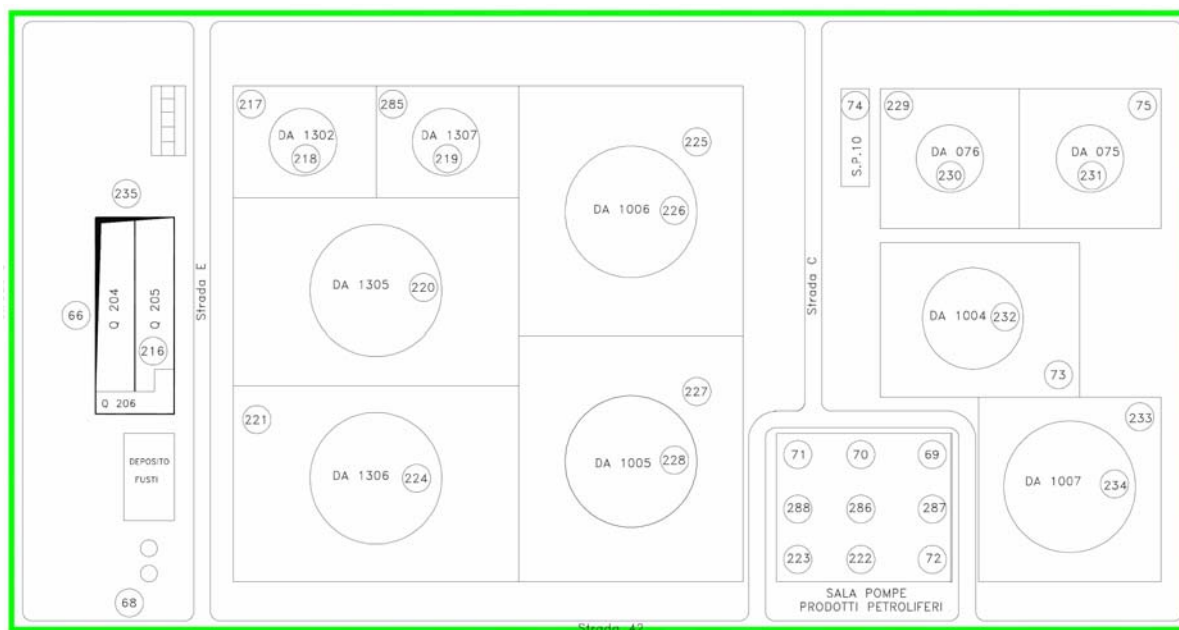 235
66
Q 204
Q 205
216
Q 206
DEPOSITO
FUSTI
68
Strada E
217
DA 1302
218
285
DA 1307
219
225
DA 1006
226
DA 1305
220
221
DA 1306
224
227
DA 1005
228
Strada C
74
S.P.10
229
DA 076
230
75
DA 075
231
DA 1004
232
73
233
DA 1007
234
71
70
69
288
286
287
223
222
72
SALA POMPE
PRODOTTI PETROLIFERI
Strada 42